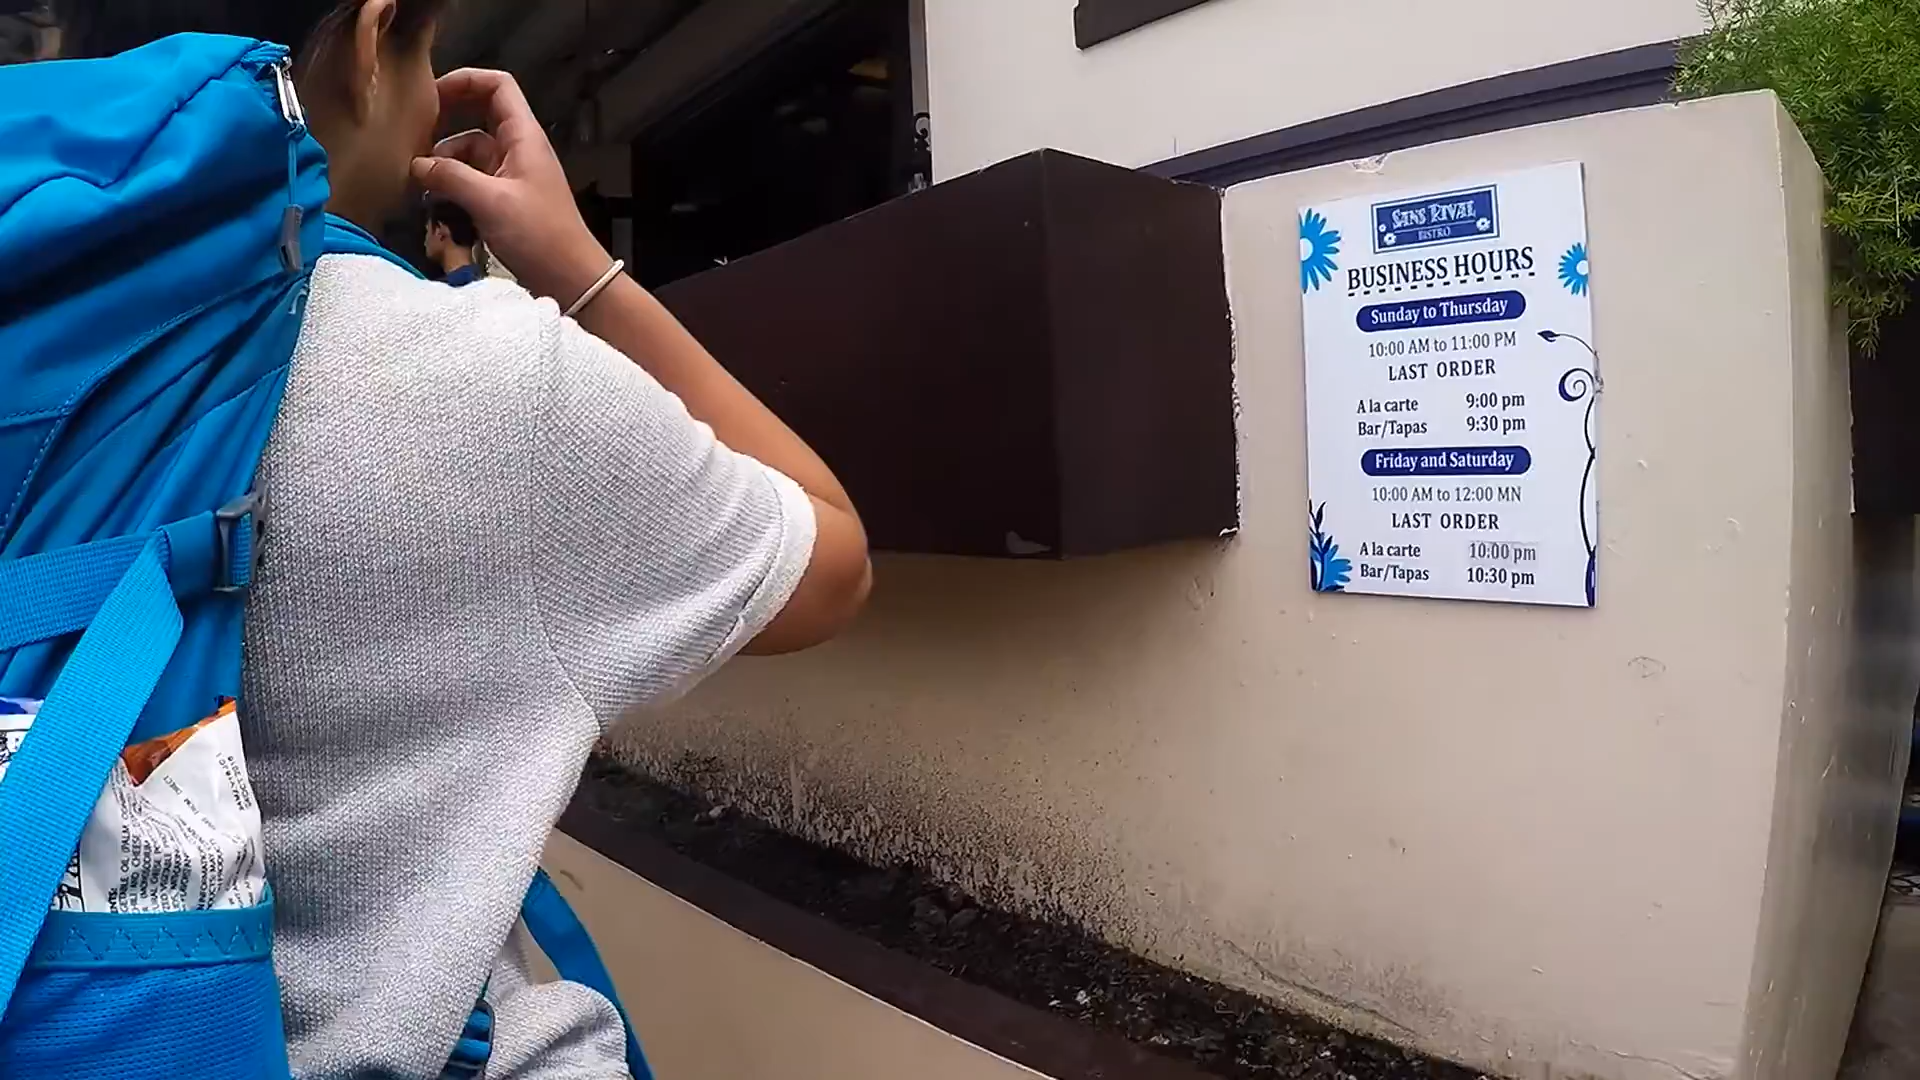 SANS RIVAL
BISTRO
BUSINESS HOURS
Sunday to Thursday
10:00 AM to 11:00 PM
LAST ORDER
A la carte 9:00 pm
Bar/Tapas 9:30 pm
Friday and Saturday
10:00 AM to 12:00 MN
LAST ORDER
A la carte 10:00 pm
Bar/Tapas 10:30 pm